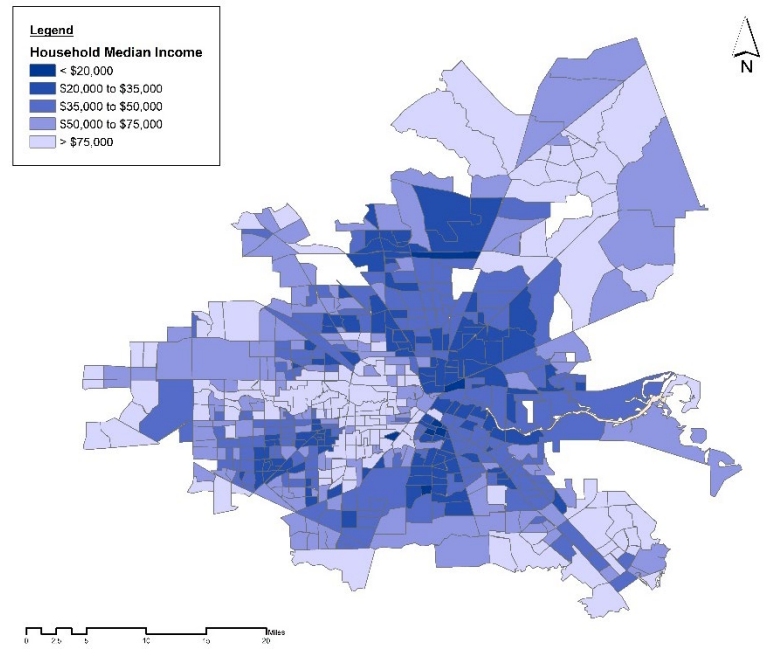 Legend
Household Median Income
< $20,000
$20,000 to $35,000
$35,000 to $50,000
$50,000 to $75,000
> $75,000
N
Miles
0 2.5 5 10 15 20